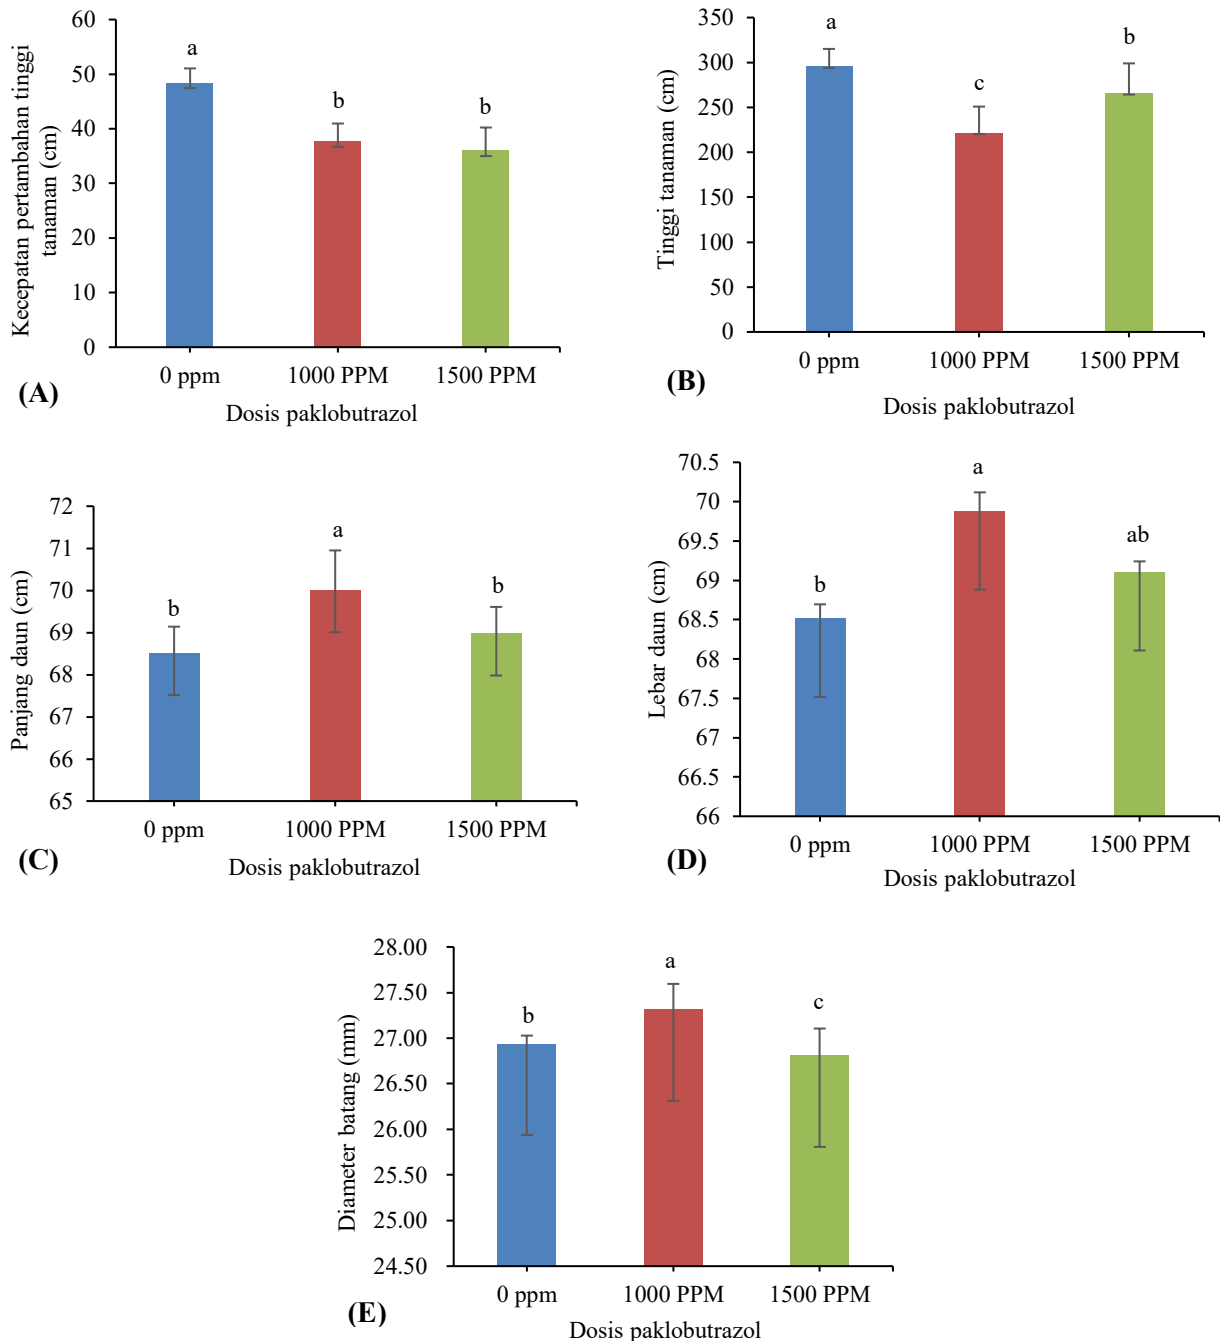 60
50
40
30
20
10
0
Kecepatan pertambahan tinggi
tanaman (cm)
a
b
b
0 ppm
1000 PPM
1500 PPM
Dosis paklobutrazol
(A)
350
300
250
200
150
100
50
0
Tinggi tanaman (cm)
a
c
b
0 ppm
1000 PPM
1500 PPM
Dosis paklobutrazol
(B)
72
71
70
69
68
67
66
65
Panjang daun (cm)
b
a
b
0 ppm
1000 PPM
1500 PPM
Dosis paklobutrazol
(C)
70.5
70
69.5
69
68.5
68
67.5
67
66.5
66
Lebar daun (cm)
b
a
ab
0 ppm
1000 PPM
1500 PPM
Dosis paklobutrazol
(D)
28.00
27.50
27.00
26.50
26.00
25.50
25.00
24.50
Diameter batang (mm)
b
a
c
0 ppm
1000 PPM
1500 PPM
Dosis paklobutrazol
(E)